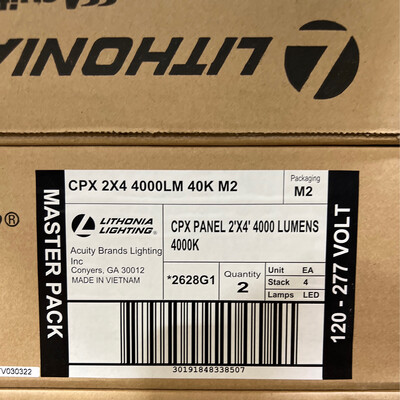 LITHONIA
CPX 2X4 4000LM 40K M2
Packaging
M2
LITHONIA
LIGHTING®
Acuity Brands Lighting
Inc
Conyers, GA 30012
MADE IN VIETNAM
CPX PANEL 2'X4' 4000 LUMENS
4000K
*2628G1
Quantity
2
Unit EA
Stack 4
Lamps LED
30191848338507
MASTER PACK
120 - 277 VOLT
®
V030322